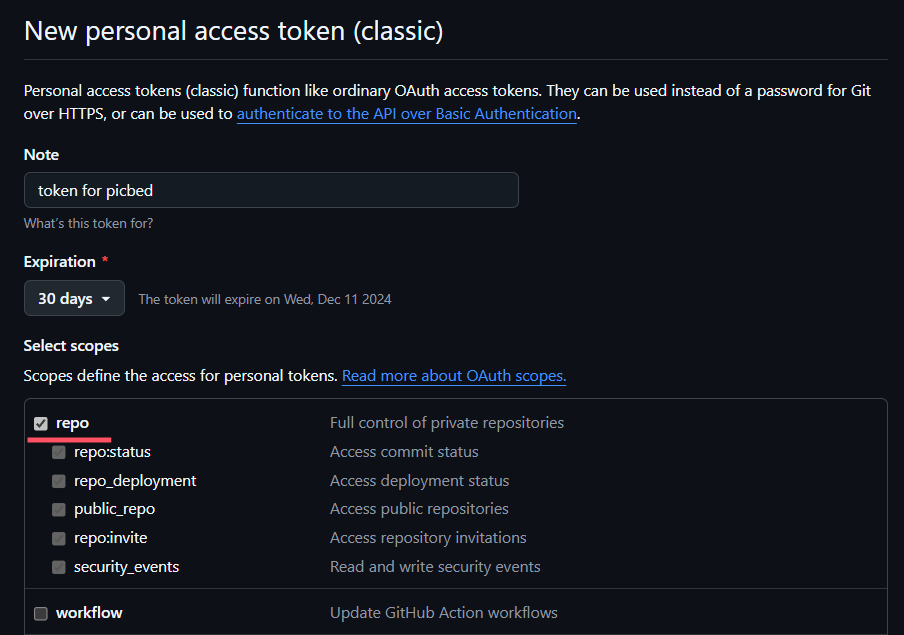 New personal access token (classic)
Personal access tokens (classic) function like ordinary OAuth access tokens. They can be used instead of a password for Git
over HTTPS, or can be used to authenticate to the API over Basic Authentication.
Note
token for picbed
What's this token for?
Expiration *
30 days The token will expire on Wed, Dec 11 2024
Select scopes
Scopes define the access for personal tokens. Read more about OAuth scopes.
repo Full control of private repositories
repo:status Access commit status
repo_deployment Access deployment status
public_repo Access public repositories
repo:invite Access repository invitations
security_events Read and write security events
workflow Update GitHub Action workflows